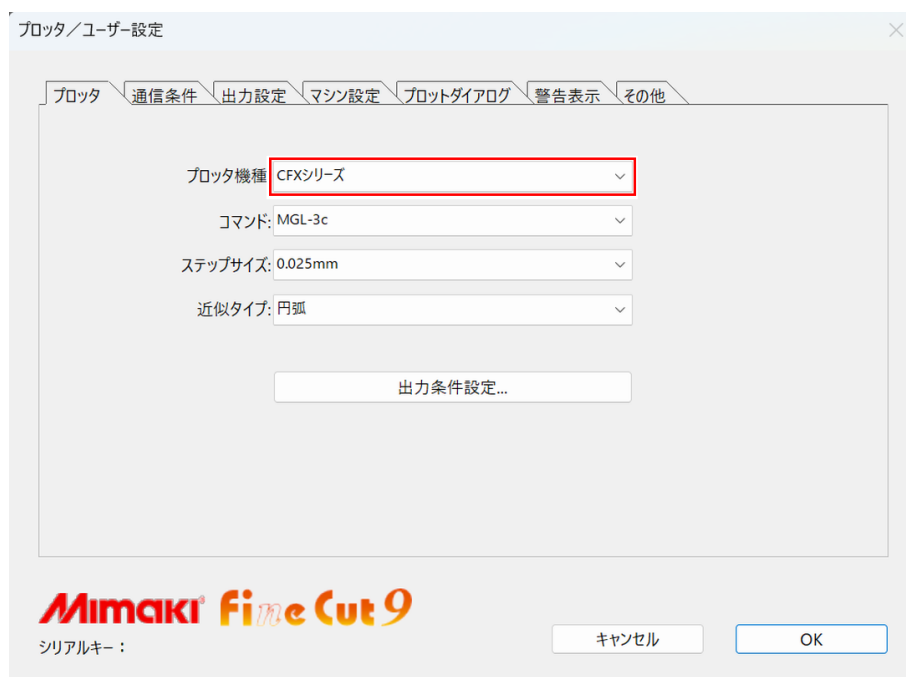 プロッタ／ユーザー設定
プロッタ 通信条件 出力設定 マシン設定 プロットダイアログ 警告表示 その他
プロッタ機種 CFXシリーズ
コマンド: MGL-3c
ステップサイズ: 0.025mm
近似タイプ: 円弧
出力条件設定...
Mimaki Fine Cut 9
シリアルキー：
キャンセル OK